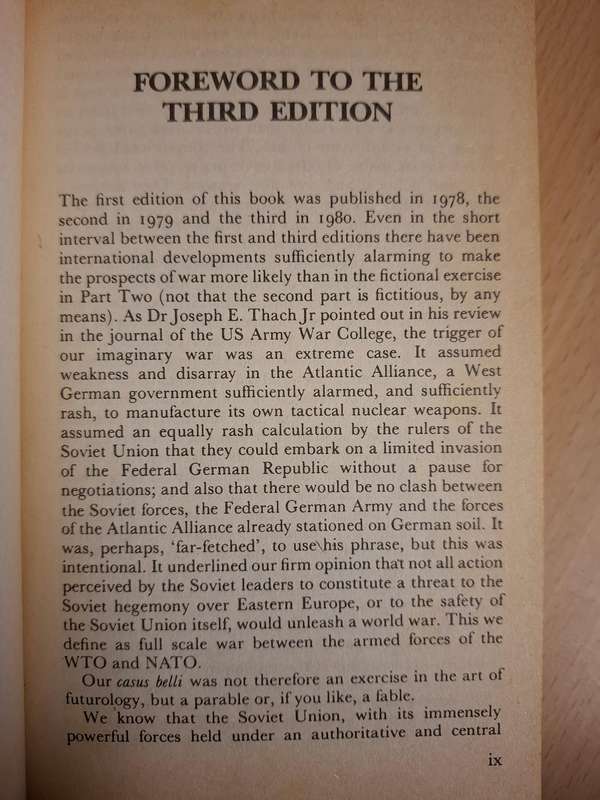 FOREWORD TO THE
THIRD EDITION
The first edition of this book was published in 1978, the
second in 1979 and the third in 1980. Even in the short
interval between the first and third editions there have been
international developments sufficiently alarming to make
the prospects of war more likely than in the fictional exercise
in Part Two (not that the second part is fictitious, by any
means). As Dr Joseph E. Thach Jr pointed out in his review
in the journal of the US Army War College, the trigger of
our imaginary war was an extreme case. It assumed
weakness and disarray in the Atlantic Alliance, a West
German government sufficiently alarmed, and sufficiently
rash, to manufacture its own tactical nuclear weapons. It
assumed an equally rash calculation by the rulers of the
Soviet Union that they could embark on a limited invasion
of the Federal German Republic without a pause for
negotiations; and also that there would be no clash between
the Soviet forces, the Federal German Army and the forces
of the Atlantic Alliance already stationed on German soil. It
was, perhaps, ‘far-fetched’, to use\his phrase, but this was
intentional. It underlined our firm opinion that not all action
perceived by the Soviet leaders to constitute a threat to the
Soviet hegemony over Eastern Europe, or to the safety of
the Soviet Union itself, would unleash a world war. This we
define as full scale war between the armed forces of the
WTO and NATO.
Our casus belli was not therefore an exercise in the art of
futurology, but a parable or, if you like, a fable.
We know that the Soviet Union, with its immensely
powerful forces held under an authoritative and central
ix